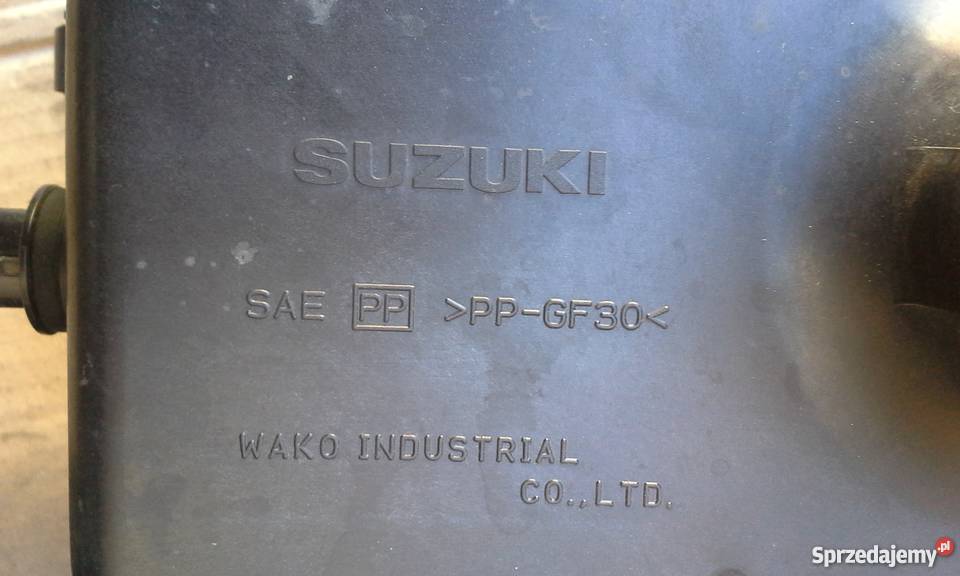 SUZUKI
SAE PP >PP-GF30<
WAKO INDUSTRIAL
CO.,LTD.
Sprzedajemy.pl